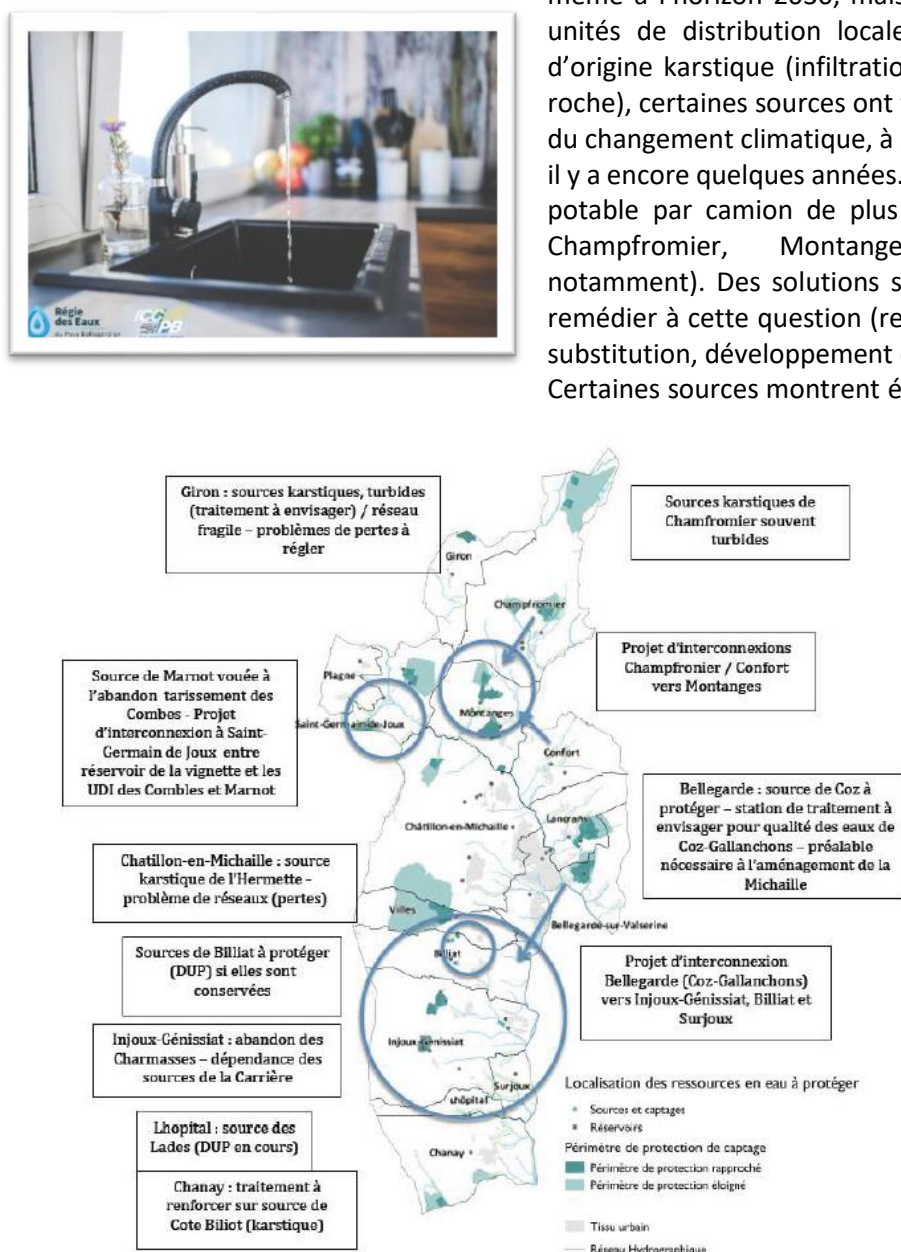 même à l'horizon 2030, mais
unités de distribution locale
d'origine karstique (infiltratio
roche), certaines sources ont
du changement climatique, à
il y a encore quelques années.
potable par camion de plus
Champfromier, Montange
notamment). Des solutions s
remédier à cette question (re
substitution, développement
Certaines sources montrent é
Régie
des Eaux
Giron : sources karstiques, turbides
(traitement à envisager) / réseau
fragile – problèmes de pertes à
régler
Sources karstiques de
Chamfromier souvent
turbides
Giron
Champfromier
Projet d'interconnexions
Champfronier / Confort
vers Montanges
Source de Marnot vouée à
l'abandon tarissement des
Combes - Projet
d'interconnexion à Saint-
Germain de Joux entre
réservoir de la vignette et les
UDI des Combles et Marnot
Plagne
Montanges
Saint-Germain-de-Joux
Confort
Bellegarde : source de Coz à
protéger – station de traitement à
envisager pour qualité des eaux de
Coz-Gallanchons – préalable
nécessaire à l'aménagement de la
Michaille
Lancrans
Châtillon-en-Michaille
Chatillon-en-Michaille : source
karstique de l'Hermette –
problème de réseaux (pertes)
Villes
Bellegarde-sur-Valserine
Sources de Billiat à protéger
(DUP) si elles sont
conservées
Billiat
Projet d'interconnexion
Bellegarde (Coz-Gallanchons)
vers Injoux-Génissiat, Billiat et
Surjoux
Injoux-Génissiat : abandon des
Charmasses – dépendance des
sources de la Carrière
Injoux-Génissiat
Surjoux
Lhôpital
Lhopital : source des
Lades (DUP en cours)
Chanay
Chanay : traitement à
renforcer sur source de
Cote Biliot (karstique)
Localisation des ressources en eau à protéger
Sources et captages
Réservoirs
Périmètre de protection de captage
Périmètre de protection rapproché
Périmètre de protection éloigné
Tissu urbain
Réseau Hydrographique